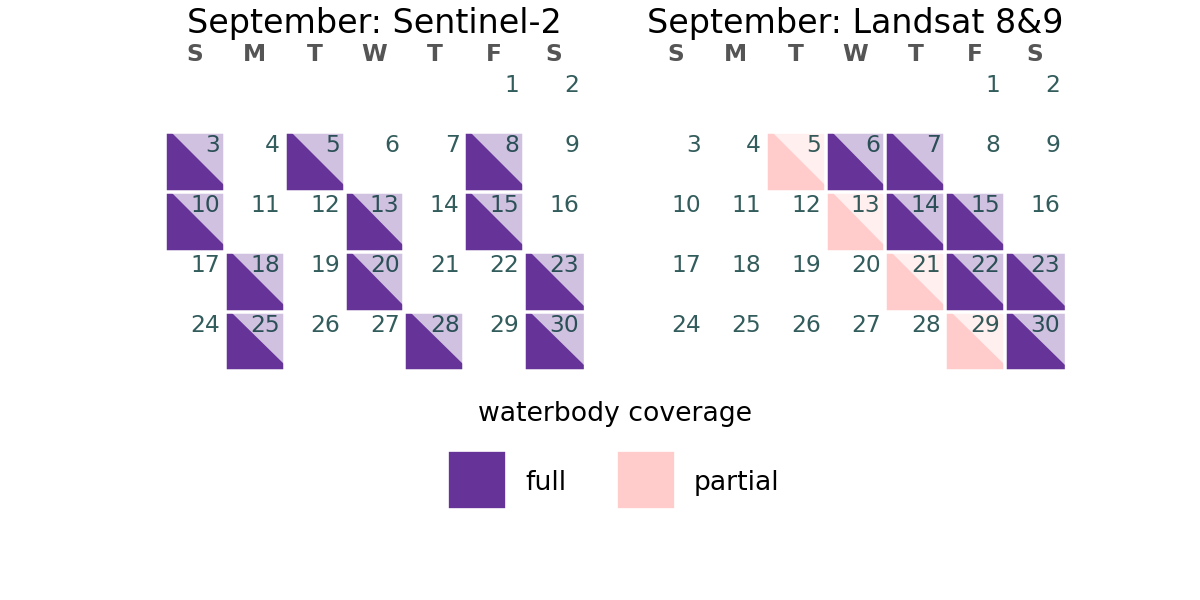 September: Sentinel-2
S M T W T F S
1 2
3 4 5 6 7 8 9
10 11 12 13 14 15 16
17 18 19 20 21 22 23
24 25 26 27 28 29 30
September: Landsat 8&9
S M T W T F S
1 2
3 4 5 6 7 8 9
10 11 12 13 14 15 16
17 18 19 20 21 22 23
24 25 26 27 28 29 30
waterbody coverage
full partial